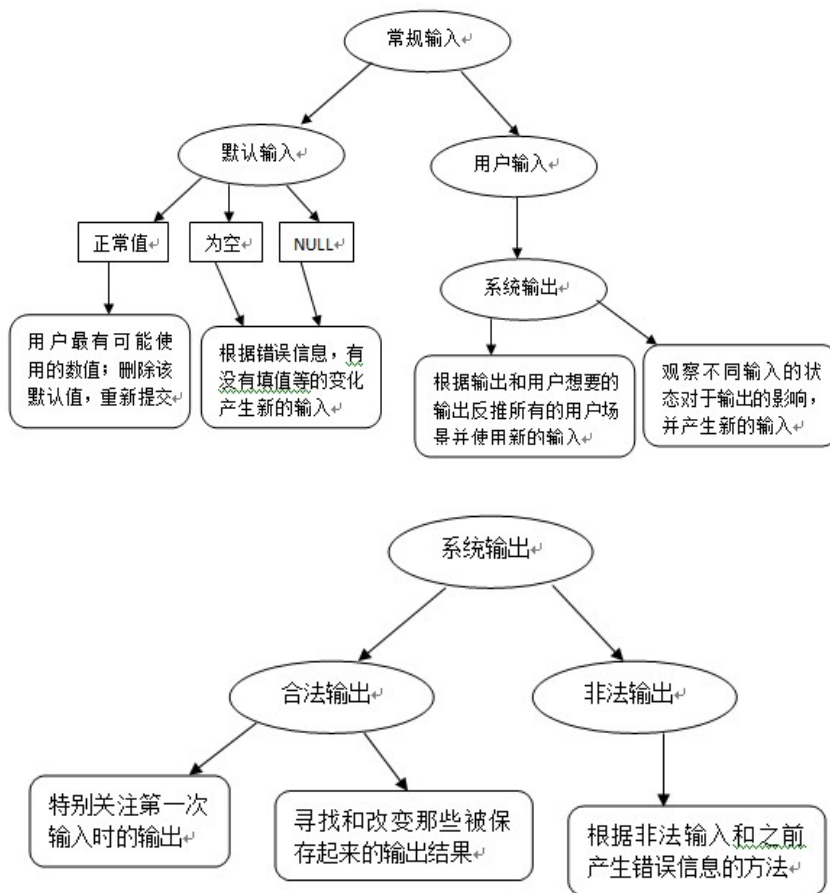 常规输入
默认输入
用户输入
正常值
为空
NULL
系统输出
用户最有可能使
用的数值；删除该
默认值，重新提交
根据错误信息，有
没有填值等的变化
产生新的输入
根据输出和用户想要的
输出反推所有的用户场
景并使用新的输入
观察不同输入的状
态对于输出的影响，
并产生新的输入
系统输出
合法输出
非法输出
特别关注第一次
输入时的输出
寻找和改变那些被保
存起来的输出结果
根据非法输入和之前
产生错误信息的方法